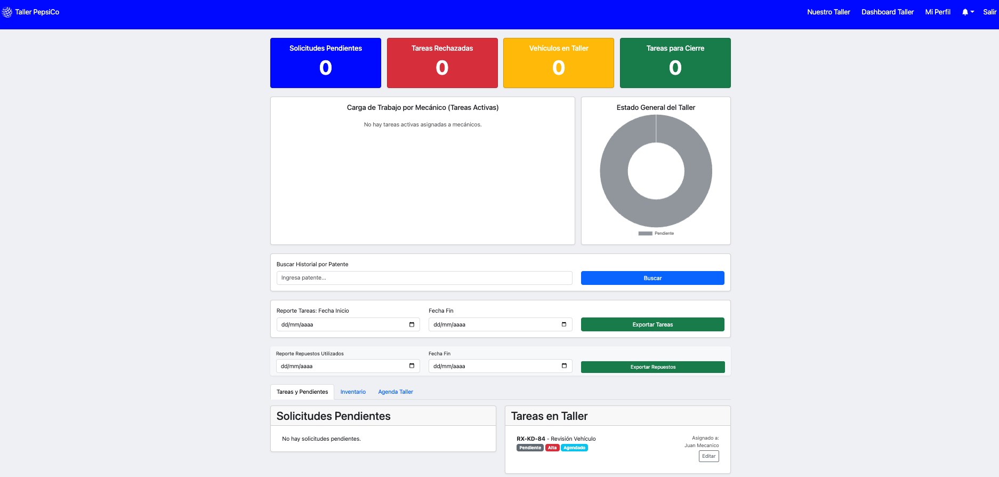 Taller PepsiCo
Nuestro Taller
Dashboard Taller
Mi Perfil
Salir
Solicitudes Pendientes
0
Tareas Rechazadas
0
Vehículos en Taller
0
Tareas para Cierre
0
Carga de Trabajo por Mecánico (Tareas Activas)
No hay tareas activas asignadas a mecánicos.
Estado General del Taller
Pendiente
Buscar Historial por Patente
Ingresa patente...
Buscar
Reporte Tareas: Fecha Inicio
dd/mm/aaaa
Fecha Fin
dd/mm/aaaa
Exportar Tareas
Reporte Repuestos Utilizados
dd/mm/aaaa
Fecha Fin
dd/mm/aaaa
Exportar Repuestos
Tareas y Pendientes
Inventario
Agenda Taller
Solicitudes Pendientes
No hay solicitudes pendientes.
Tareas en Taller
RX-KD-84 - Revisión Vehículo
Pendiente
Alta
Agendado
Asignado a:
Juan Mecanico
Editar